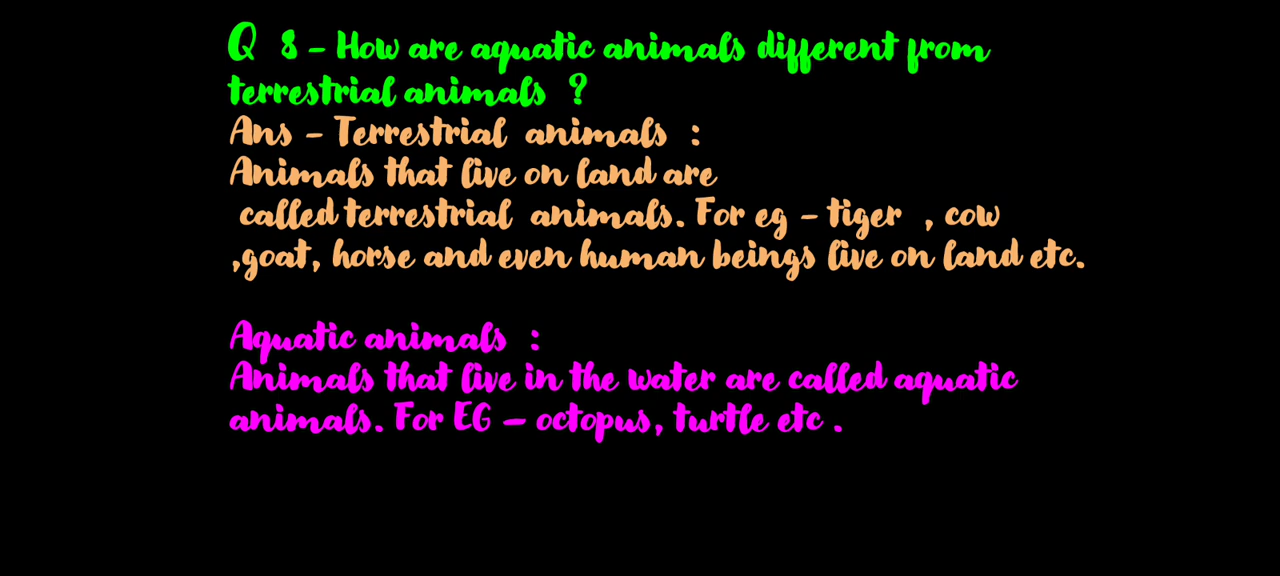 Q 8 - How are aquatic animals different from
terrestrial animals ?
Ans - Terrestrial animals :
Animals that live on land are
called terrestrial animals. For eg - tiger , cow
,goat, horse and even human beings live on land etc.
Aquatic animals :
Animals that live in the water are called aquatic
animals. For EG - octopus, turtle etc .